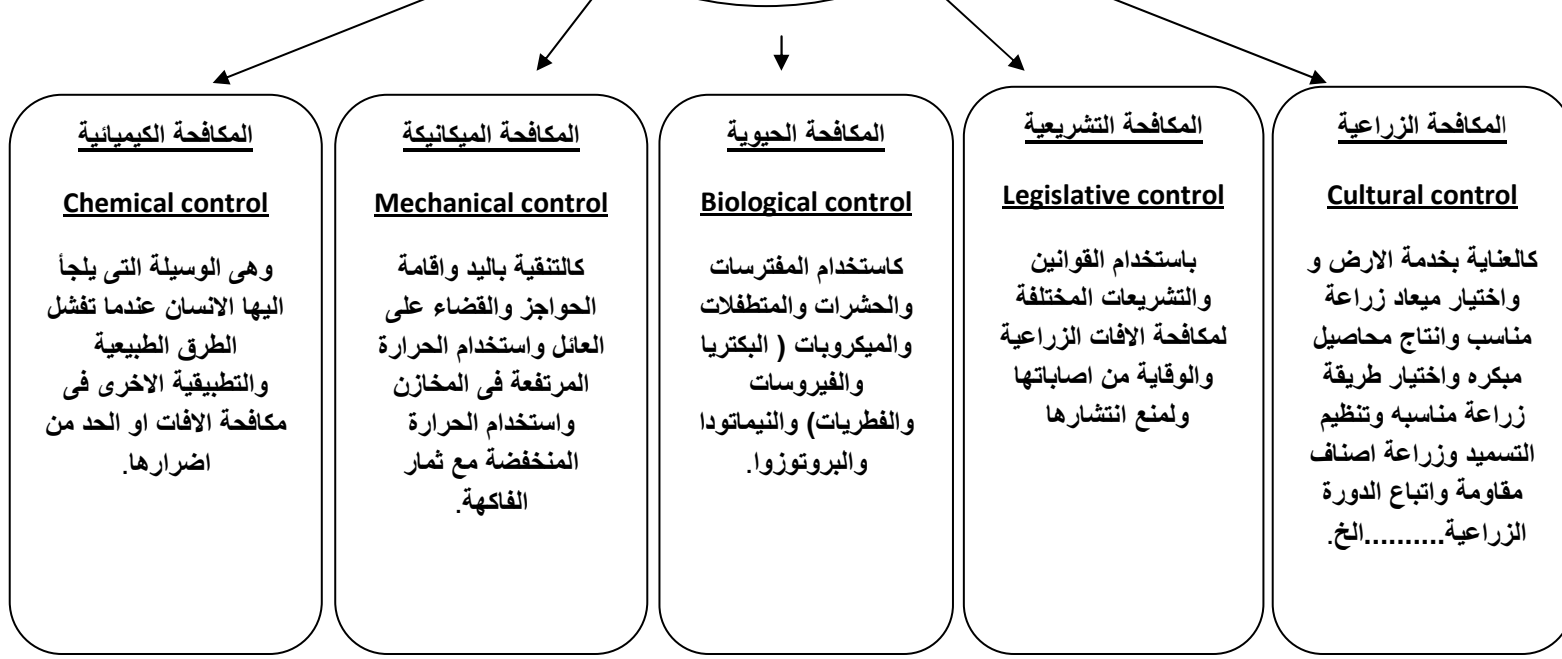 المكافحة الزراعية
Cultural control
كالعناية بخدمة الارض و
واختيار ميعاد زراعة
مناسب وانتاج محاصيل
مبكره واختيار طريقة
زراعة مناسبه وتنظيم
التسميد وزراعة اصناف
مقاومة واتباع الدورة
الزراعية..........الخ.
المكافحة التشريعية
Legislative control
باستخدام القوانين
والتشريعات المختلفة
لمكافحة الافات الزراعية
والوقاية من اصاباتها
ولمنع انتشارها
المكافحة الحيوية
Biological control
كاستخدام المفترسات
والحشرات والمتطفلات
والميكروبات ( البكتريا
والفيروسات
والفطريات) والنيماتودا
والبروتوزوا.
المكافحة الميكانيكة
Mechanical control
كالتنقية باليد واقامة
الحواجز والقضاء على
العائل واستخدام الحرارة
المرتفعة فى المخازن
واستخدام الحرارة
المنخفضة مع ثمار
الفاكهة.
المكافحة الكيميائية
Chemical control
وهى الوسيلة التى يلجأ
اليها الانسان عندما تفشل
الطرق الطبيعية
والتطبيقية الاخرى فى
مكافحة الافات او الحد من
اضرارها.